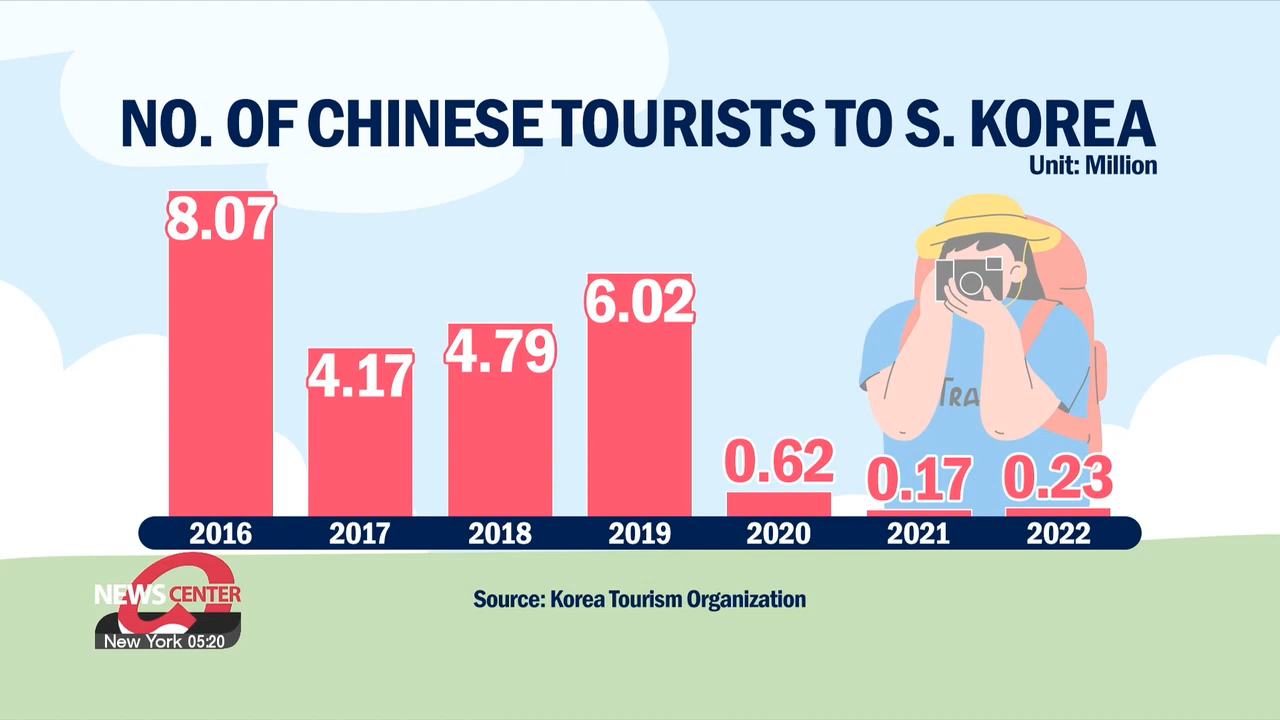 NO. OF CHINESE TOURISTS TO S. KOREA
Unit: Million
8.07
4.17
4.79
6.02
0.62
0.17
0.23
TRA
2016 2017 2018 2019 2020 2021 2022
NEWS CENTER
New York 05:20
Source: Korea Tourism Organization